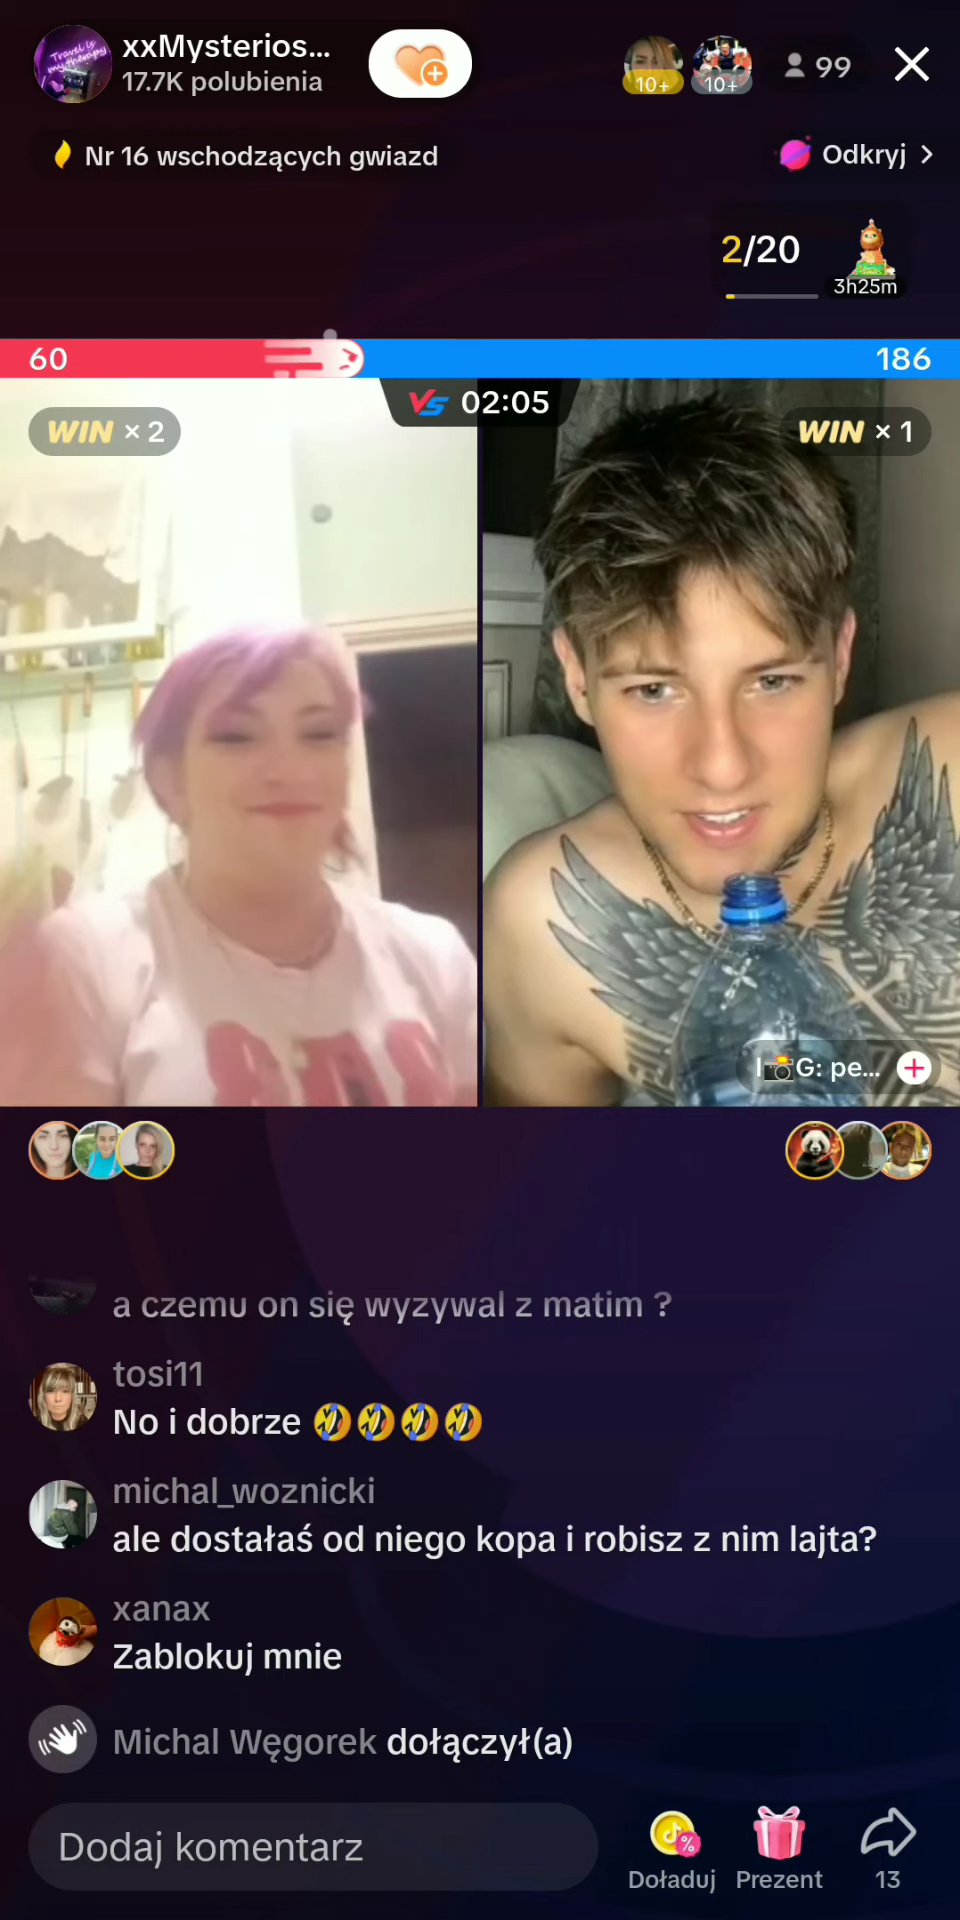 xxMysterios...
17.7K polubienia
10+
10+
99
Nr 16 wschodzących gwiazd
Odkryj
2/20
3h25m
60
186
VS 02:05
WIN × 2
WIN × 1
I📸G: pe...
a czemu on się wyzywal z matim ?
tosi11
No i dobrze 🤣🤣🤣🤣
michal_woznicki
ale dostałaś od niego kopa i robisz z nim lajta?
xanax
Zablokuj mnie
Michal Węgorek dołączył(a)
Dodaj komentarz
Doładuj
Prezent
13